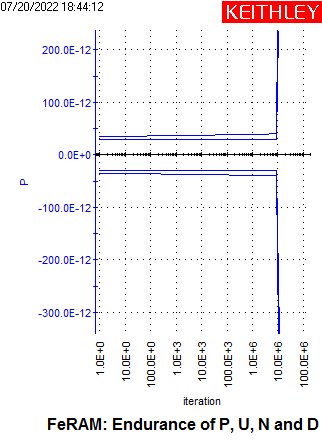 07/20/2022 18:44:12
KEITHLEY
200.0E-12
100.0E-12
0.0E+0
P
-100.0E-12
-200.0E-12
-300.0E-12
1.0E+0
10.0E+0
100.0E+0
1.0E+3
10.0E+3
100.0E+3
1.0E+6
10.0E+6
100.0E+6
iteration
FeRAM: Endurance of P, U, N and D